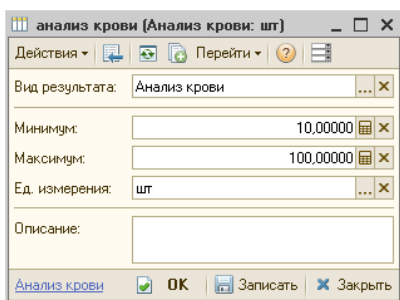 анализ крови (Анализ крови: шт)
Действия Перейти
Вид результата: Анализ крови ...
Минимум: 10,00000
Максимум: 100,00000
Ед. измерения: шт ...
Описание:
Анализ крови OK Записать Закрыть